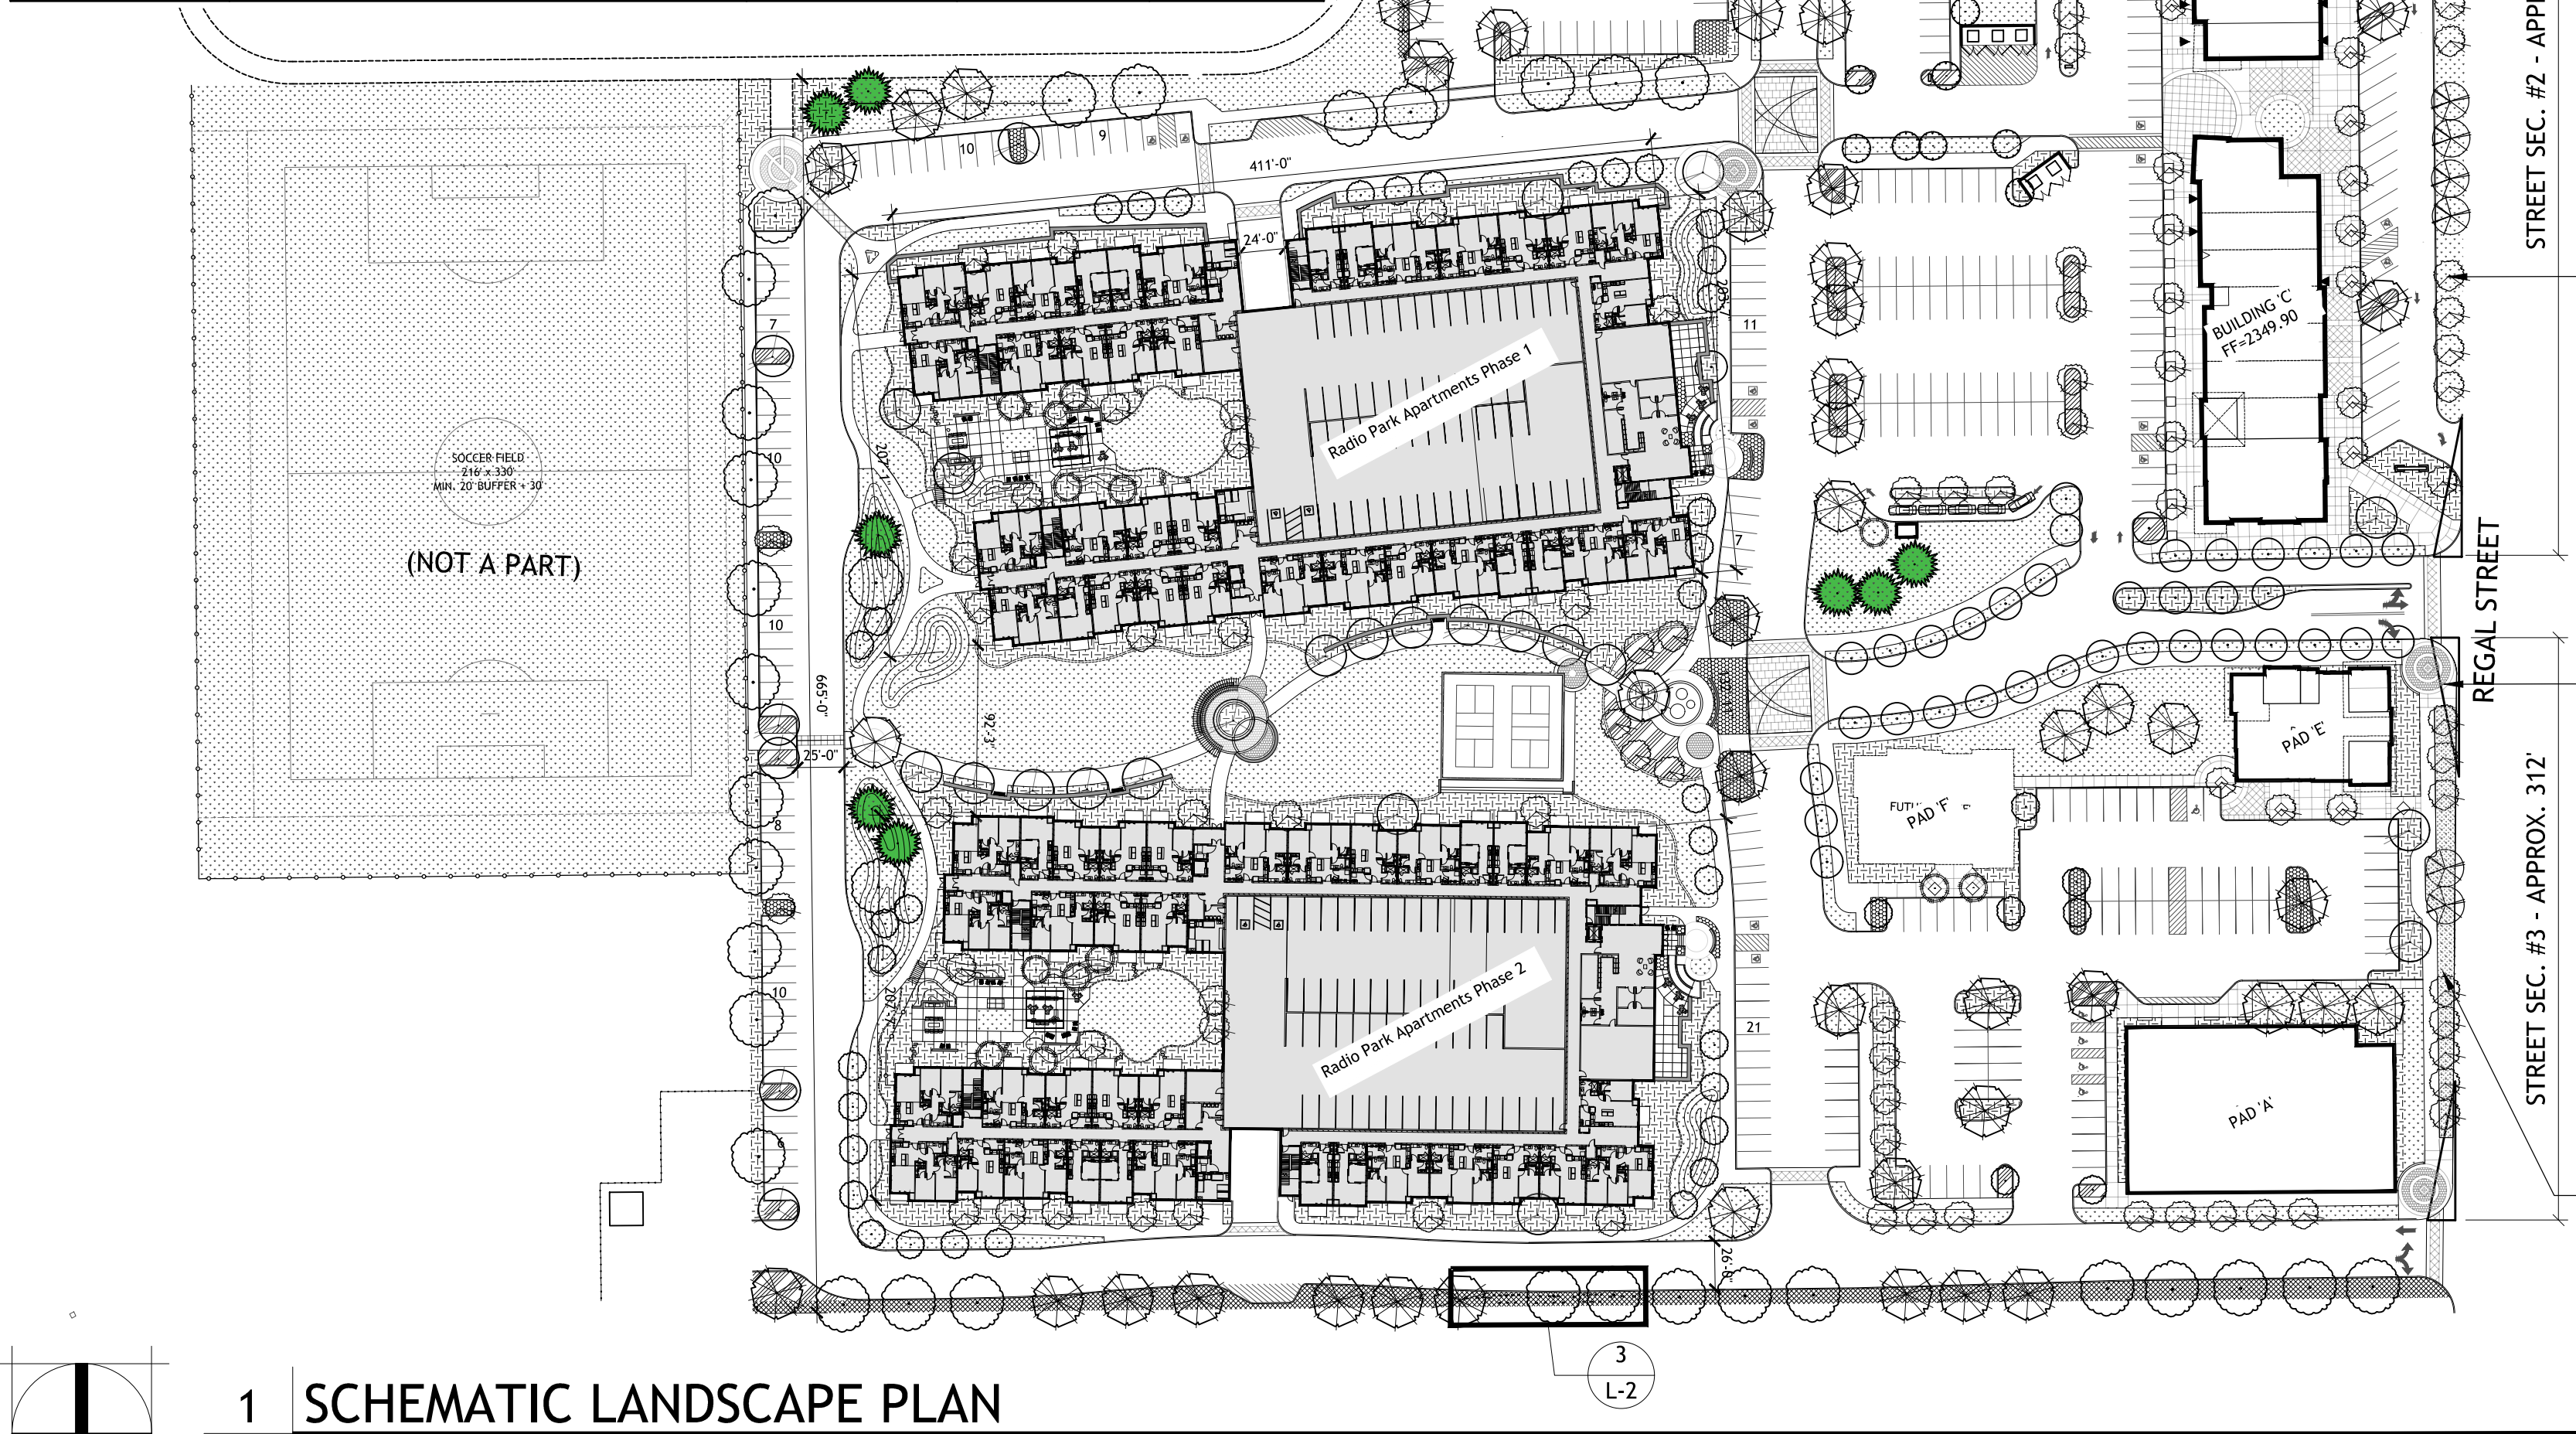 STREET SEC. #2 - APPR
10
9
411'-0"
24'-0"
7
203'-7"
11
BUILDING 'C'
FF=2349.90
Radio Park Apartments Phase 1
SOCCER FIELD
216' x 330'
MIN. 20' BUFFER + 30'
10
207'-1"
(NOT A PART)
7
10
REGAL STREET
665'-0"
92'-3"
25'-0"
PAD 'E'
PAD 'F'
8
STREET SEC. #3 - APPROX. 312'
10
Radio Park Apartments Phase 2
21
PAD 'A'
6
26'-0"
3
L-2
1
SCHEMATIC LANDSCAPE PLAN